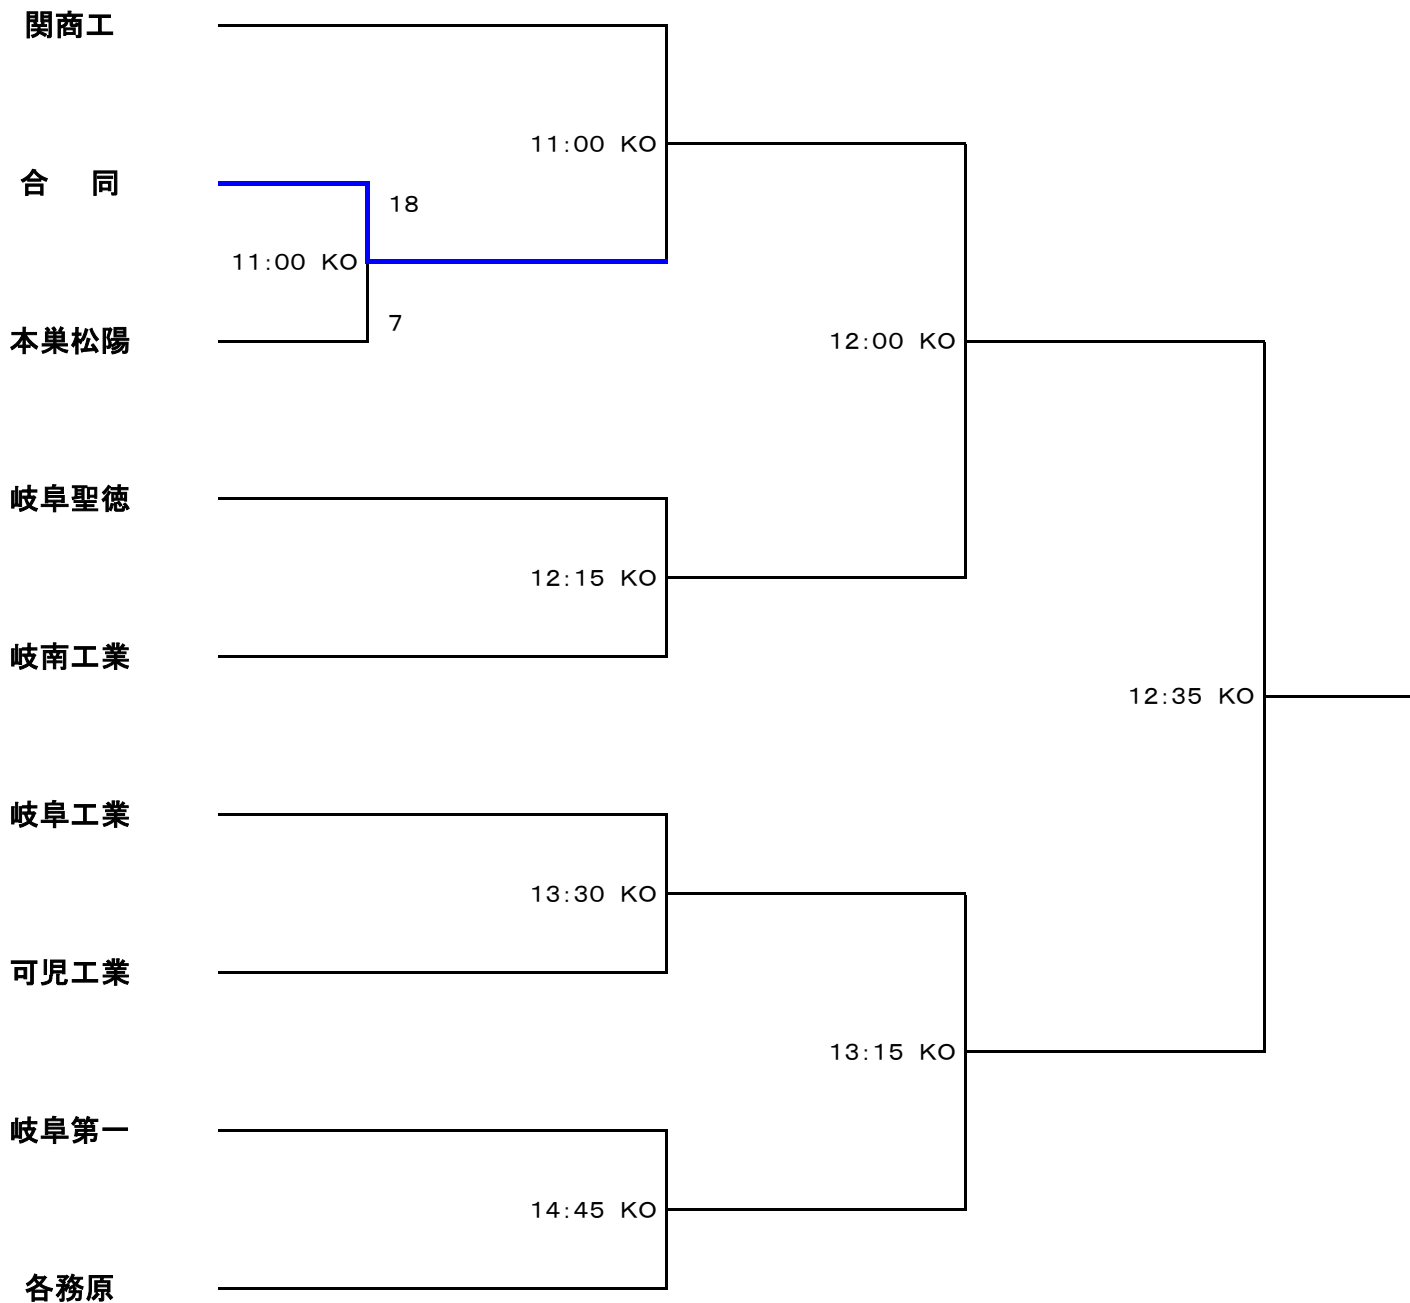 関商工
11:00 KO
合 同
18
11:00 KO
7
本巣松陽
12:00 KO
岐阜聖徳
12:15 KO
岐南工業
12:35 KO
岐阜工業
13:30 KO
可児工業
13:15 KO
岐阜第一
14:45 KO
各務原